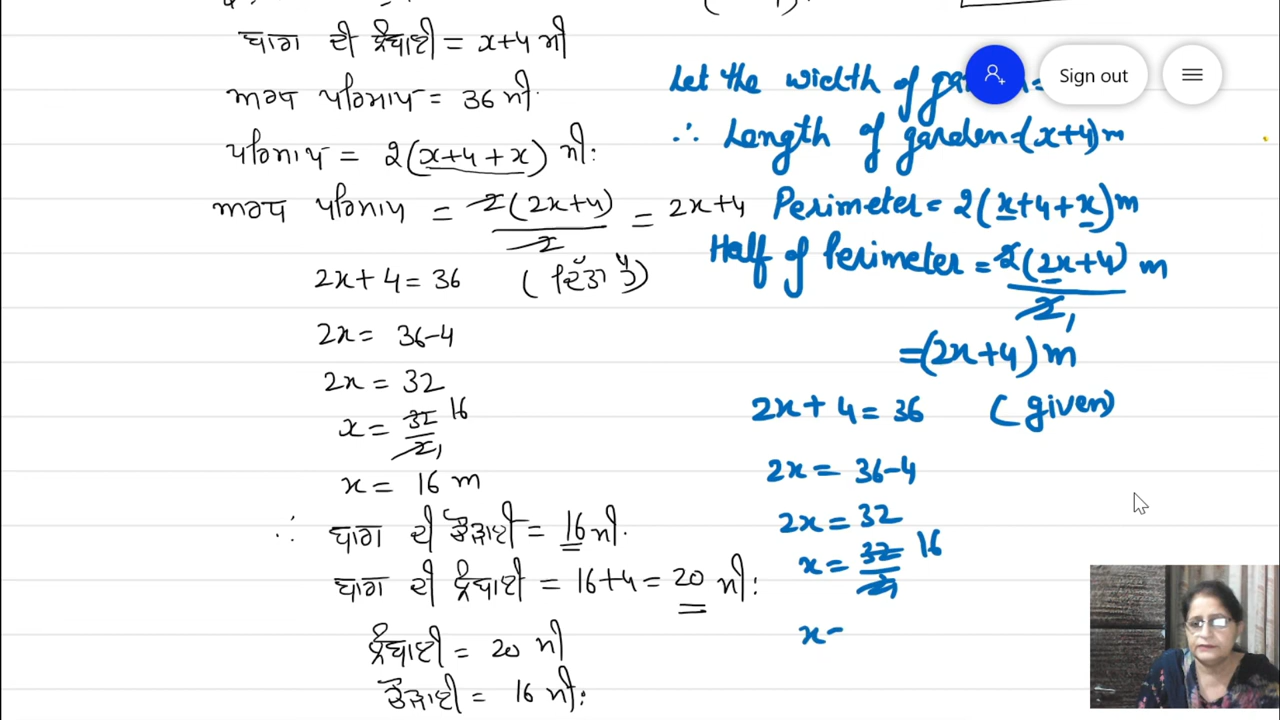 ਬਾਗ ਦੀ ਲੰਬਾਈ = x+4 ਮੀ
ਅਰਧ ਪਰਿਮਾਪ = 36 ਮੀ.
ਪਰਿਮਾਪ = 2(x+4+x) ਮੀ:
ਅਰਧ ਪਰਿਮਾਪ = 2(2x+4)/2 = 2x+4
2x+4=36 (ਦਿੱਤਾ ਹੈ)
2x = 36-4
2x = 32
x = 32/2, 16
x = 16 m
∴ ਬਾਗ ਦੀ ਚੌੜਾਈ = 16 ਮੀ.
ਬਾਗ ਦੀ ਲੰਬਾਈ = 16+4 = 20 ਮੀ:
ਲੰਬਾਈ = 20 ਮੀ
ਚੌੜਾਈ = 16 ਮੀ:
Sign out
Let the width of
∴ Length of garden=(x+4)m
Perimeter= 2(x+4+x)m
Half of Perimeter = 2(2x+4)/2, m
=(2x+4)m
2x+4=36 (given)
2x = 36-4
2x = 32
x = 32/2, 16
x =